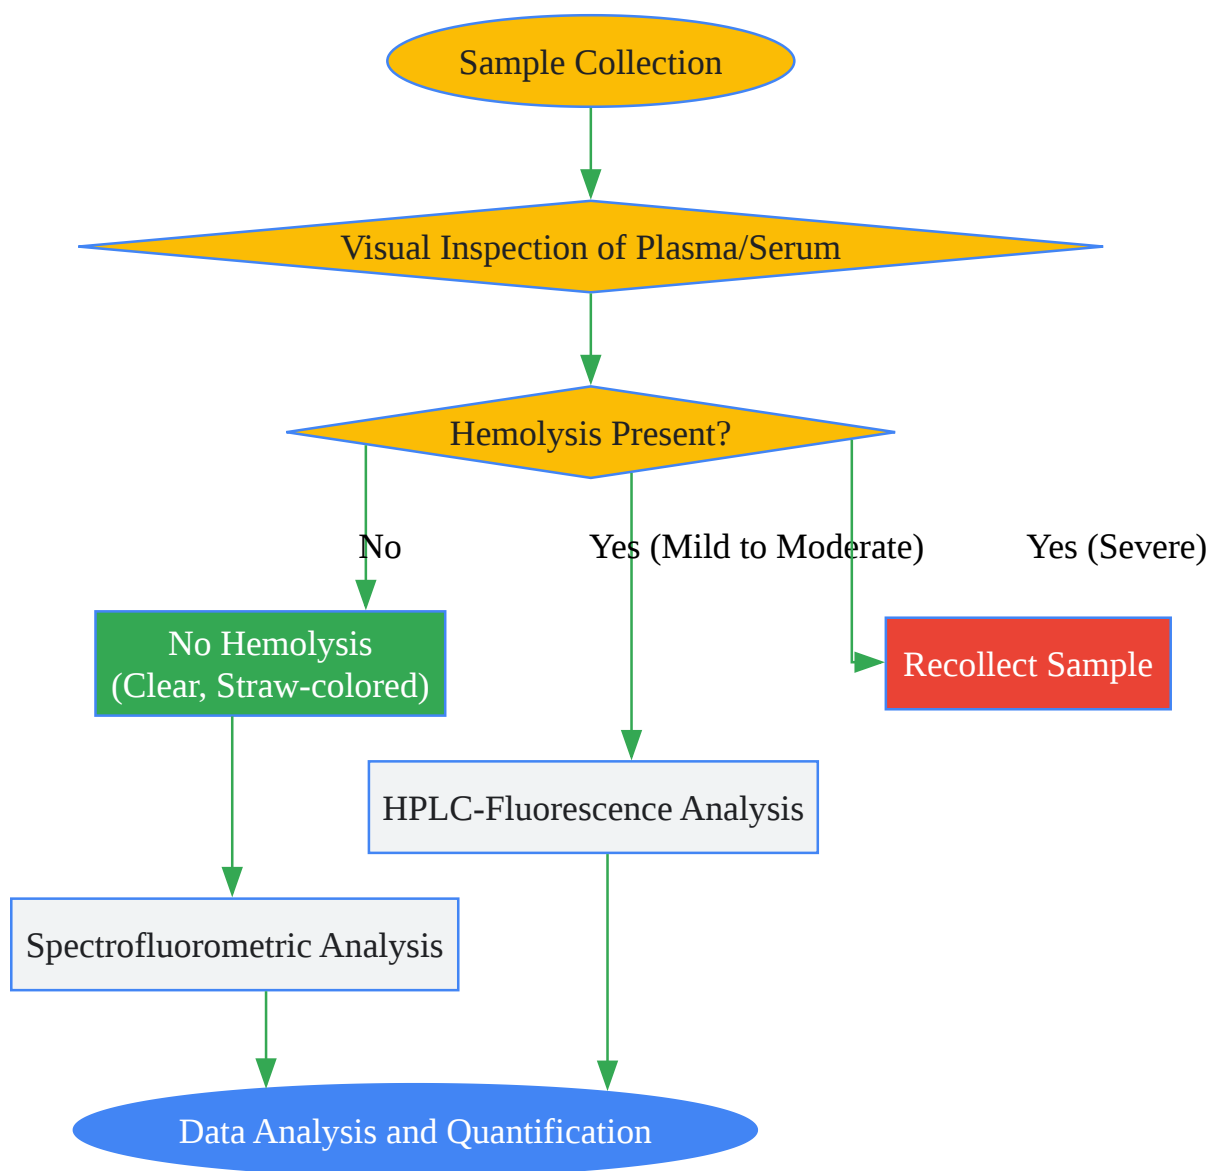 Sample Collection
Visual Inspection of Plasma/Serum
Hemolysis Present?
No
Yes (Mild to Moderate)
Yes (Severe)
No Hemolysis
(Clear, Straw-colored)
Recollect Sample
HPLC-Fluorescence Analysis
Spectrofluorometric Analysis
Data Analysis and Quantification